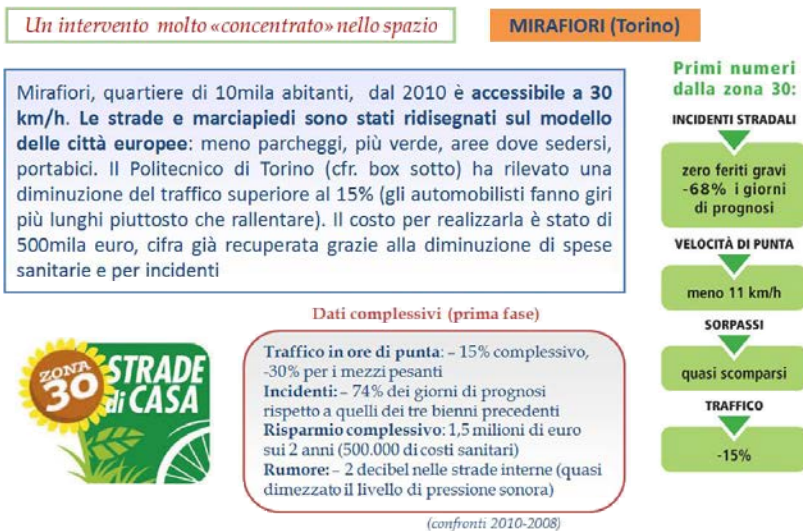 Un intervento molto «concentrato» nello spazio
MIRAFIORI (Torino)
Mirafiori, quartiere di 10mila abitanti, dal 2010 è accessibile a 30
km/h. Le strade e marciapiedi sono stati ridisegnati sul modello
delle città europee: meno parcheggi, più verde, aree dove sedersi,
portabici. Il Politecnico di Torino (cfr. box sotto) ha rilevato una
diminuzione del traffico superiore al 15% (gli automobilisti fanno giri
più lunghi piuttosto che rallentare). Il costo per realizzarla è stato di
500mila euro, cifra già recuperata grazie alla diminuzione di spese
sanitarie e per incidenti
Primi numeri
dalla zona 30:
INCIDENTI STRADALI
zero feriti gravi
-68% i giorni
di prognosi
VELOCITÀ DI PUNTA
meno 11 km/h
SORPASSI
quasi scomparsi
TRAFFICO
-15%
ZONA
30
STRADE
di CASA
Dati complessivi (prima fase)
Traffico in ore di punta: – 15% complessivo,
-30% per i mezzi pesanti
Incidenti: – 74% dei giorni di prognosi
rispetto a quelli dei tre bienni precedenti
Risparmio complessivo: 1,5 milioni di euro
sui 2 anni (500.000 di costi sanitari)
Rumore: – 2 decibel nelle strade interne (quasi
dimezzato il livello di pressione sonora)
(confronti 2010-2008)